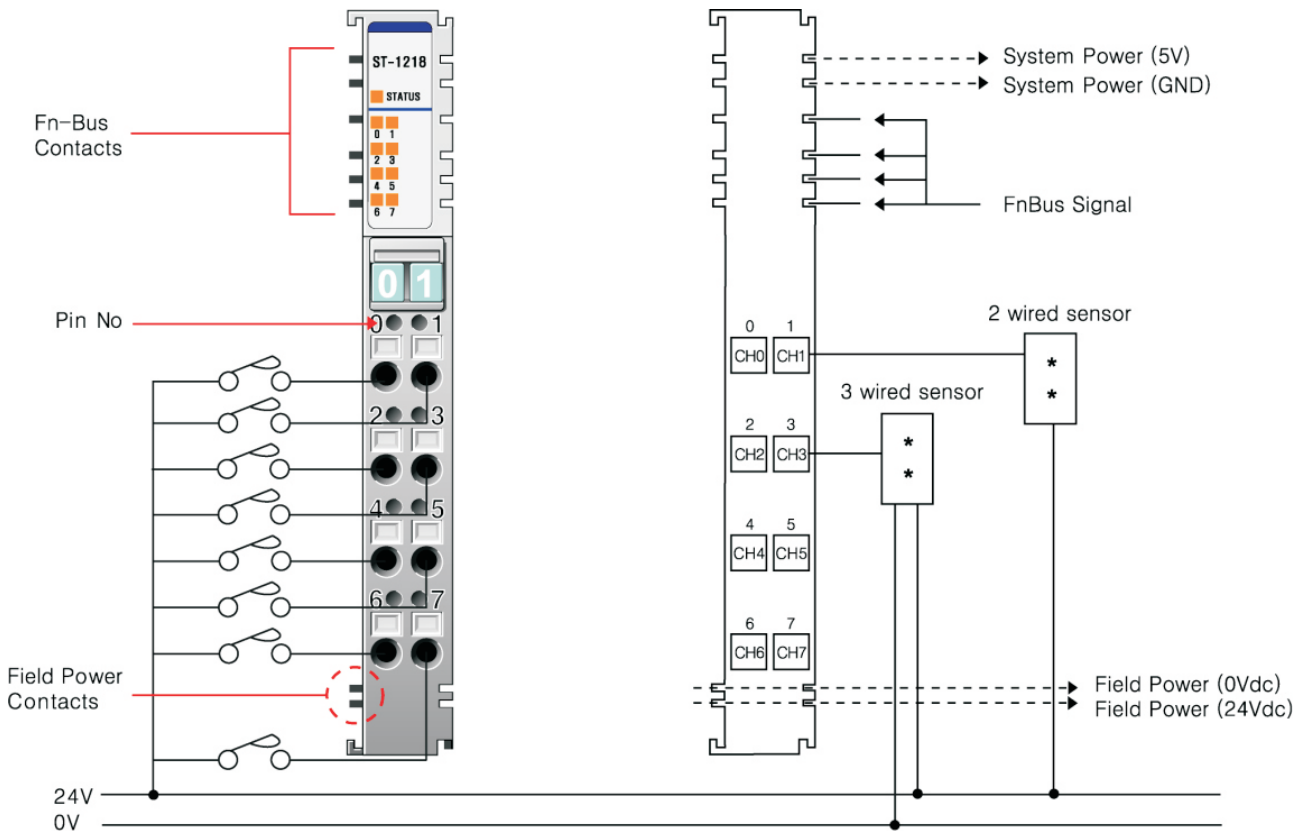 ST-1218
STATUS
0 1
2 3
4 5
6 7
Fn-Bus
Contacts
01
Pin No
0 1
2 3
4 5
6 7
Field Power
Contacts
24V
0V
System Power (5V)
System Power (GND)
FnBus Signal
2 wired sensor
* 
*
3 wired sensor
*
*
0 1
CH0 CH1
2 3
CH2 CH3
4 5
CH4 CH5
6 7
CH6 CH7
Field Power (0Vdc)
Field Power (24Vdc)